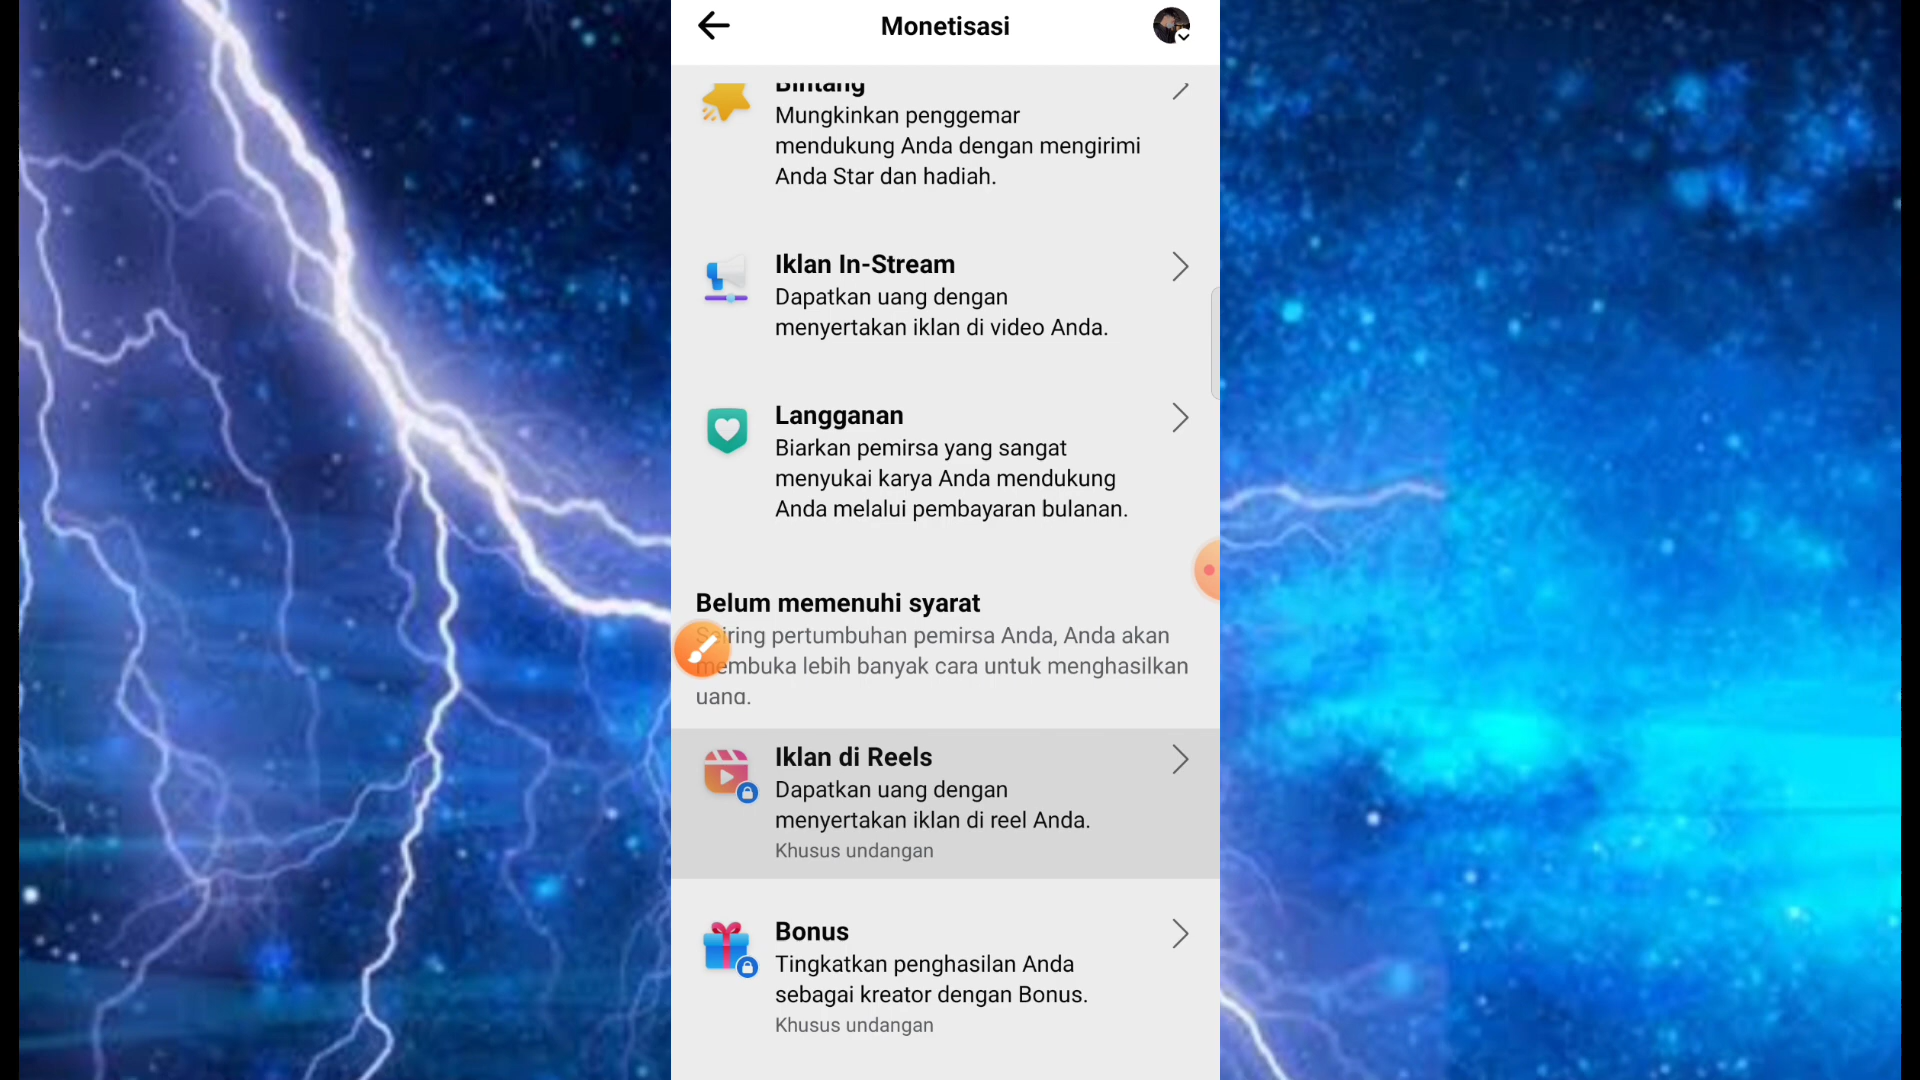 Monetisasi
Bintang
Mungkinkan penggemar
mendukung Anda dengan mengirimi
Anda Star dan hadiah.
Iklan In-Stream
Dapatkan uang dengan
menyertakan iklan di video Anda.
Langganan
Biarkan pemirsa yang sangat
menyukai karya Anda mendukung
Anda melalui pembayaran bulanan.
Belum memenuhi syarat
Seiring pertumbuhan pemirsa Anda, Anda akan
membuka lebih banyak cara untuk menghasilkan
uang.
Iklan di Reels
Dapatkan uang dengan
menyertakan iklan di reel Anda.
Khusus undangan
Bonus
Tingkatkan penghasilan Anda
sebagai kreator dengan Bonus.
Khusus undangan